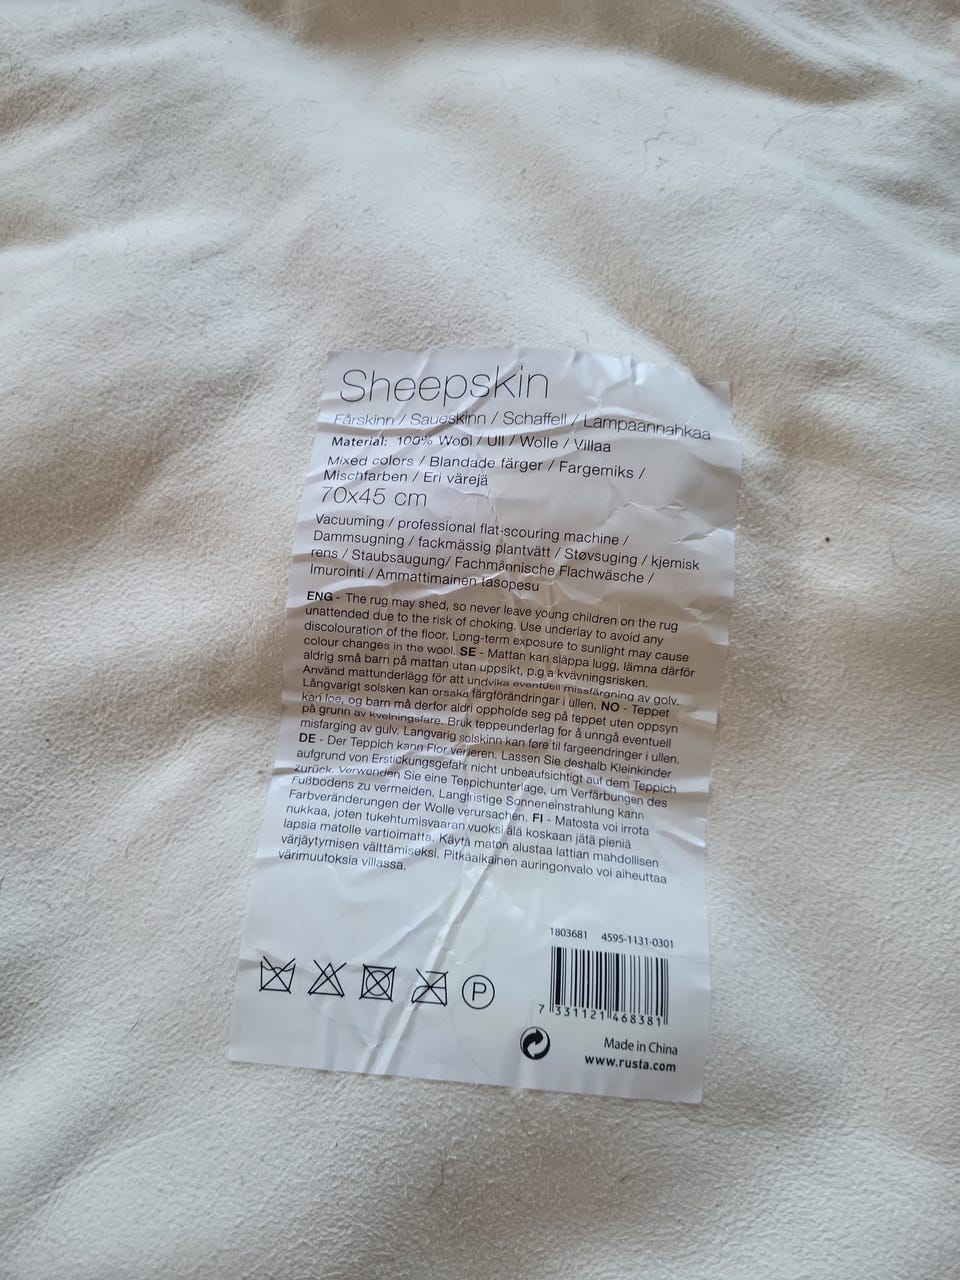 Sheepskin
Fårskinn / Saueskinn / Schaffell / Lampaannahkaa
Material: 100% Wool / Ull / Wolle / Villaa
Mixed colors / Blandade färger / Fargemiks /
Mischfarben / Eri värejä
70x45 cm
Vacuuming / professional flat-scouring machine /
Dammsugning / fackmässig plantvätt / Støvsuging / kjemisk
rens / Staubsaugung/ Fachmännische Flachwäsche /
Imurointi / Ammattimainen tasopesu
ENG - The rug may shed, so never leave young children on the rug
unattended due to the risk of choking. Use underlay to avoid any
discolouration of the floor. Long-term exposure to sunlight may cause
colour changes in the wool. SE - Mattan kan släppa lugg, lämna därför
aldrig små barn på mattan utan uppsikt, p.g.a kvävningsrisken.
Använd mattunderlägg för att undvika eventuell missfärgning av golv.
Långvarigt solsken kan orsaka färgförändringar i ullen. NO - Teppet
kan loe, og barn må derfor aldri oppholde seg på teppet uten oppsyn
på grunn av kvelningsfare. Bruk teppeunderlag for å unngå eventuell
misfarging av gulv. Langvarig solskinn kan føre til fargeendringer i ullen.
DE - Der Teppich kann Flor verlieren. Lassen Sie deshalb Kleinkinder
aufgrund von Erstickungsgefahr nicht unbeaufsichtigt auf dem Teppich
zurück. Verwenden Sie eine Teppichunterlage, um Verfärbungen des
Fußbodens zu vermeiden. Langfristige Sonneneinstrahlung kann
Farbveränderungen der Wolle verursachen. FI - Matosta voi irrota
nukkaa, joten tukehtumisvaaran vuoksi älä koskaan jätä pieniä
lapsia matolle vartioimatta. Käytä maton alustaa lattian mahdollisen
värjäytymisen välttämiseksi. Pitkäaikainen auringonvalo voi aiheuttaa
värimuutoksia villassa.
1803681 4595-1131-0301
7 331121 468381
P
Made in China
www.rusta.com